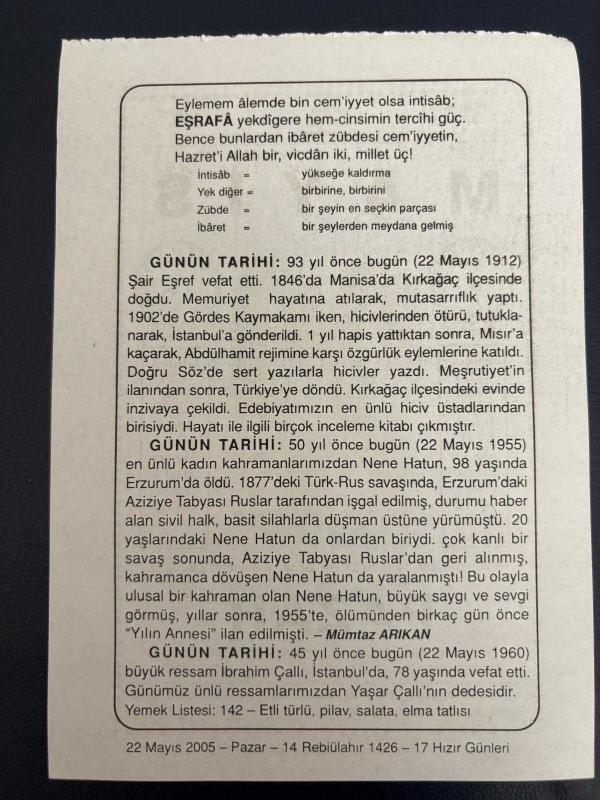 Eylemem âlemde bin cem'iyyet olsa intisâb;
EŞRAFÂ yekdîgere hem-cinsimin tercîhi güç.
Bence bunlardan ibâret zübdesi cem'iyyetin,
Hazret'i Allah bir, vicdân iki, millet üç!
İntisâb = yükseğe kaldırma
Yek diğer = birbirine, birbirini
Zübde = bir şeyin en seçkin parçası
İbâret = bir şeylerden meydana gelmiş
GÜNÜN TARİHİ: 93 yıl önce bugün (22 Mayıs 1912)
Şair Eşref vefat etti. 1846'da Manisa'da Kırkağaç ilçesinde
doğdu. Memuriyet hayatına atılarak, mutasarrıflık yaptı.
1902'de Gördes Kaymakamı iken, hicivlerinden ötürü, tutukla-
narak, İstanbul'a gönderildi. 1 yıl hapis yattıktan sonra, Mısır'a
kaçarak, Abdülhamit rejimine karşı özgürlük eylemlerine katıldı.
Doğru Söz'de sert yazılarla hicivler yazdı. Meşrutiyet'in
ilanından sonra, Türkiye'ye döndü. Kırkağaç ilçesindeki evinde
inzivaya çekildi. Edebiyatımızın en ünlü hiciv üstadlarından
birisiydi. Hayatı ile ilgili birçok inceleme kitabı çıkmıştır.
GÜNÜN TARİHİ: 50 yıl önce bugün (22 Mayıs 1955)
en ünlü kadın kahramanlarımızdan Nene Hatun, 98 yaşında
Erzurum'da öldü. 1877'deki Türk-Rus savaşında, Erzurum'daki
Aziziye Tabyası Ruslar tarafından işgal edilmiş, durumu haber
alan sivil halk, basit silahlarla düşman üstüne yürümüştü. 20
yaşlarındaki Nene Hatun da onlardan biriydi. çok kanlı bir
savaş sonunda, Aziziye Tabyası Ruslar'dan geri alınmış,
kahramanca dövüşen Nene Hatun da yaralanmıştı! Bu olayla
ulusal bir kahraman olan Nene Hatun, büyük saygı ve sevgi
görmüş, yıllar sonra, 1955'te, ölümünden birkaç gün önce
"Yılın Annesi" ilan edilmişti. – Mümtaz ARIKAN
GÜNÜN TARİHİ: 45 yıl önce bugün (22 Mayıs 1960)
büyük ressam İbrahim Çallı, İstanbul'da, 78 yaşında vefat etti.
Günümüz ünlü ressamlarımızdan Yaşar Çallı'nın dedesidir.
Yemek Listesi: 142 – Etli türlü, pilav, salata, elma tatlısı
22 Mayıs 2005 – Pazar – 14 Rebiülahır 1426 – 17 Hızır Günleri